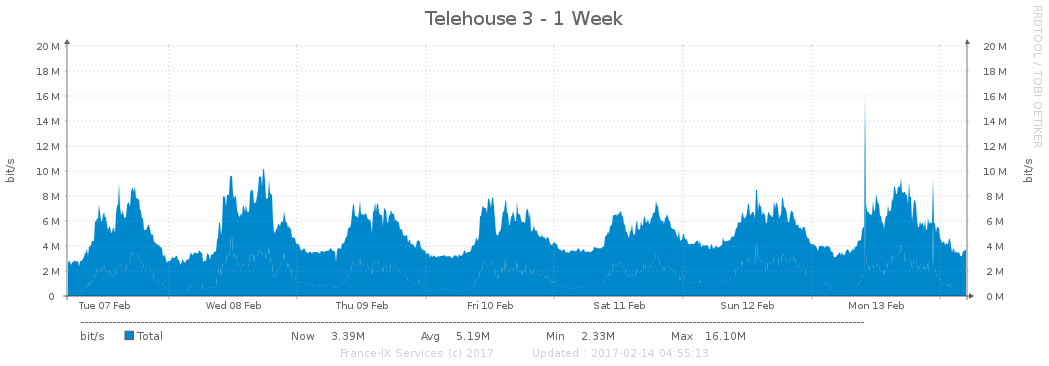 Telehouse 3 - 1 Week
RRDTOOL / TOBI OETIKER
20 M 20 M
18 M 18 M
16 M 16 M
14 M 14 M
12 M 12 M
10 M 10 M
8 M 8 M
6 M 6 M
4 M 4 M
2 M 2 M
0 0 M
bit/s bit/s
Tue 07 Feb Wed 08 Feb Thu 09 Feb Fri 10 Feb Sat 11 Feb Sun 12 Feb Mon 13 Feb
bit/s Total Now 3.39M Avg 5.19M Min 2.33M Max 16.10M
France-IX Services (c) 2017 Updated : 2017-02-14 04:55:13